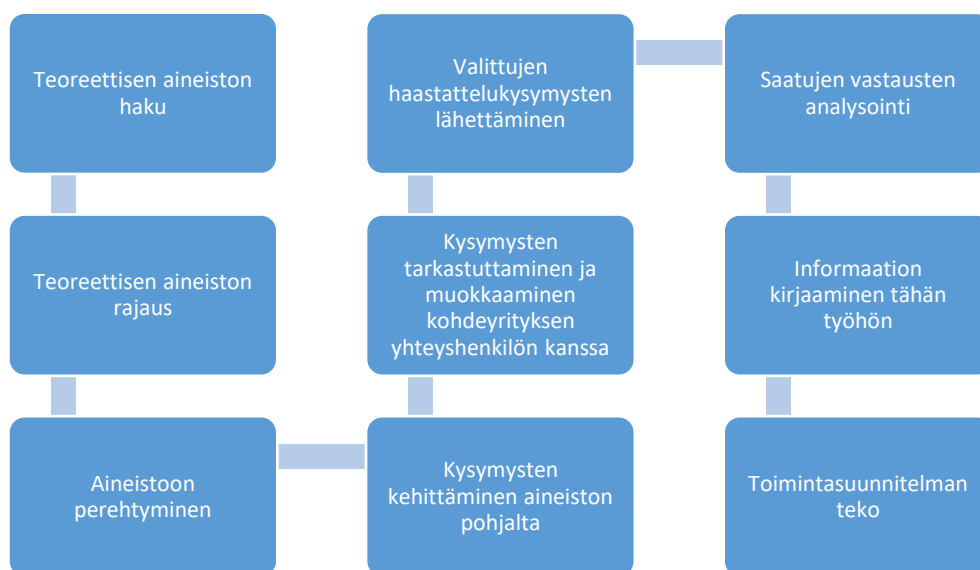 Teoreettisen aineiston
haku
Teoreettisen aineiston
rajaus
Aineistoon
perehtyminen
Kysymysten
kehittäminen aineiston
pohjalta
Kysymysten
tarkastuttaminen ja
muokkaaminen
kohdeyrityksen
yhteyshenkilön kanssa
Valittujen
haastattelukysymysten
lähettäminen
Saatujen vastausten
analysointi
Informaation
kirjaaminen tähän
työhön
Toimintasuunnitelman
teko